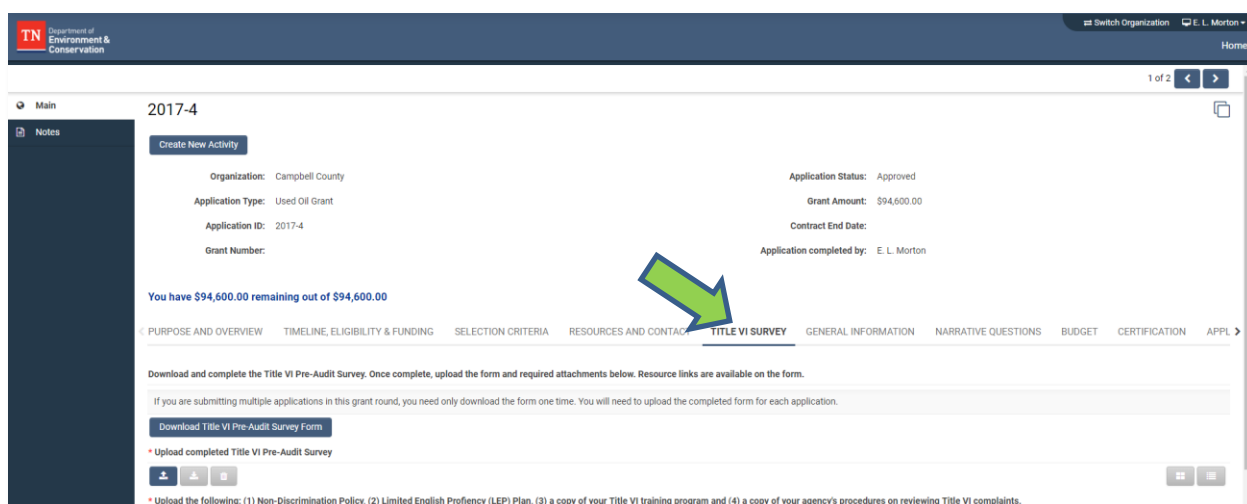 Switch Organization E. L. Morton
TN Department of
Environment &
Conservation
Home
1 of 2
Main
Notes
2017-4
Create New Activity
Organization: Campbell County
Application Status: Approved
Application Type: Used Oil Grant
Grant Amount: $94,600.00
Application ID: 2017-4
Contract End Date:
Grant Number:
Application completed by: E. L. Morton
You have $94,600.00 remaining out of $94,600.00
PURPOSE AND OVERVIEW TIMELINE, ELIGIBILITY & FUNDING SELECTION CRITERIA RESOURCES AND CONTACT TITLE VI SURVEY GENERAL INFORMATION NARRATIVE QUESTIONS BUDGET CERTIFICATION APPL
Download and complete the Title VI Pre-Audit Survey. Once complete, upload the form and required attachments below. Resource links are available on the form.
If you are submitting multiple applications in this grant round, you need only download the form one time. You will need to upload the completed form for each application.
Download Title VI Pre-Audit Survey Form
* Upload completed Title VI Pre-Audit Survey
* Upload the following: (1) Non-Discrimination Policy, (2) Limited English Profiency (LEP) Plan, (3) a copy of your Title VI training program and (4) a copy of your agency's procedures on reviewing Title VI complaints.